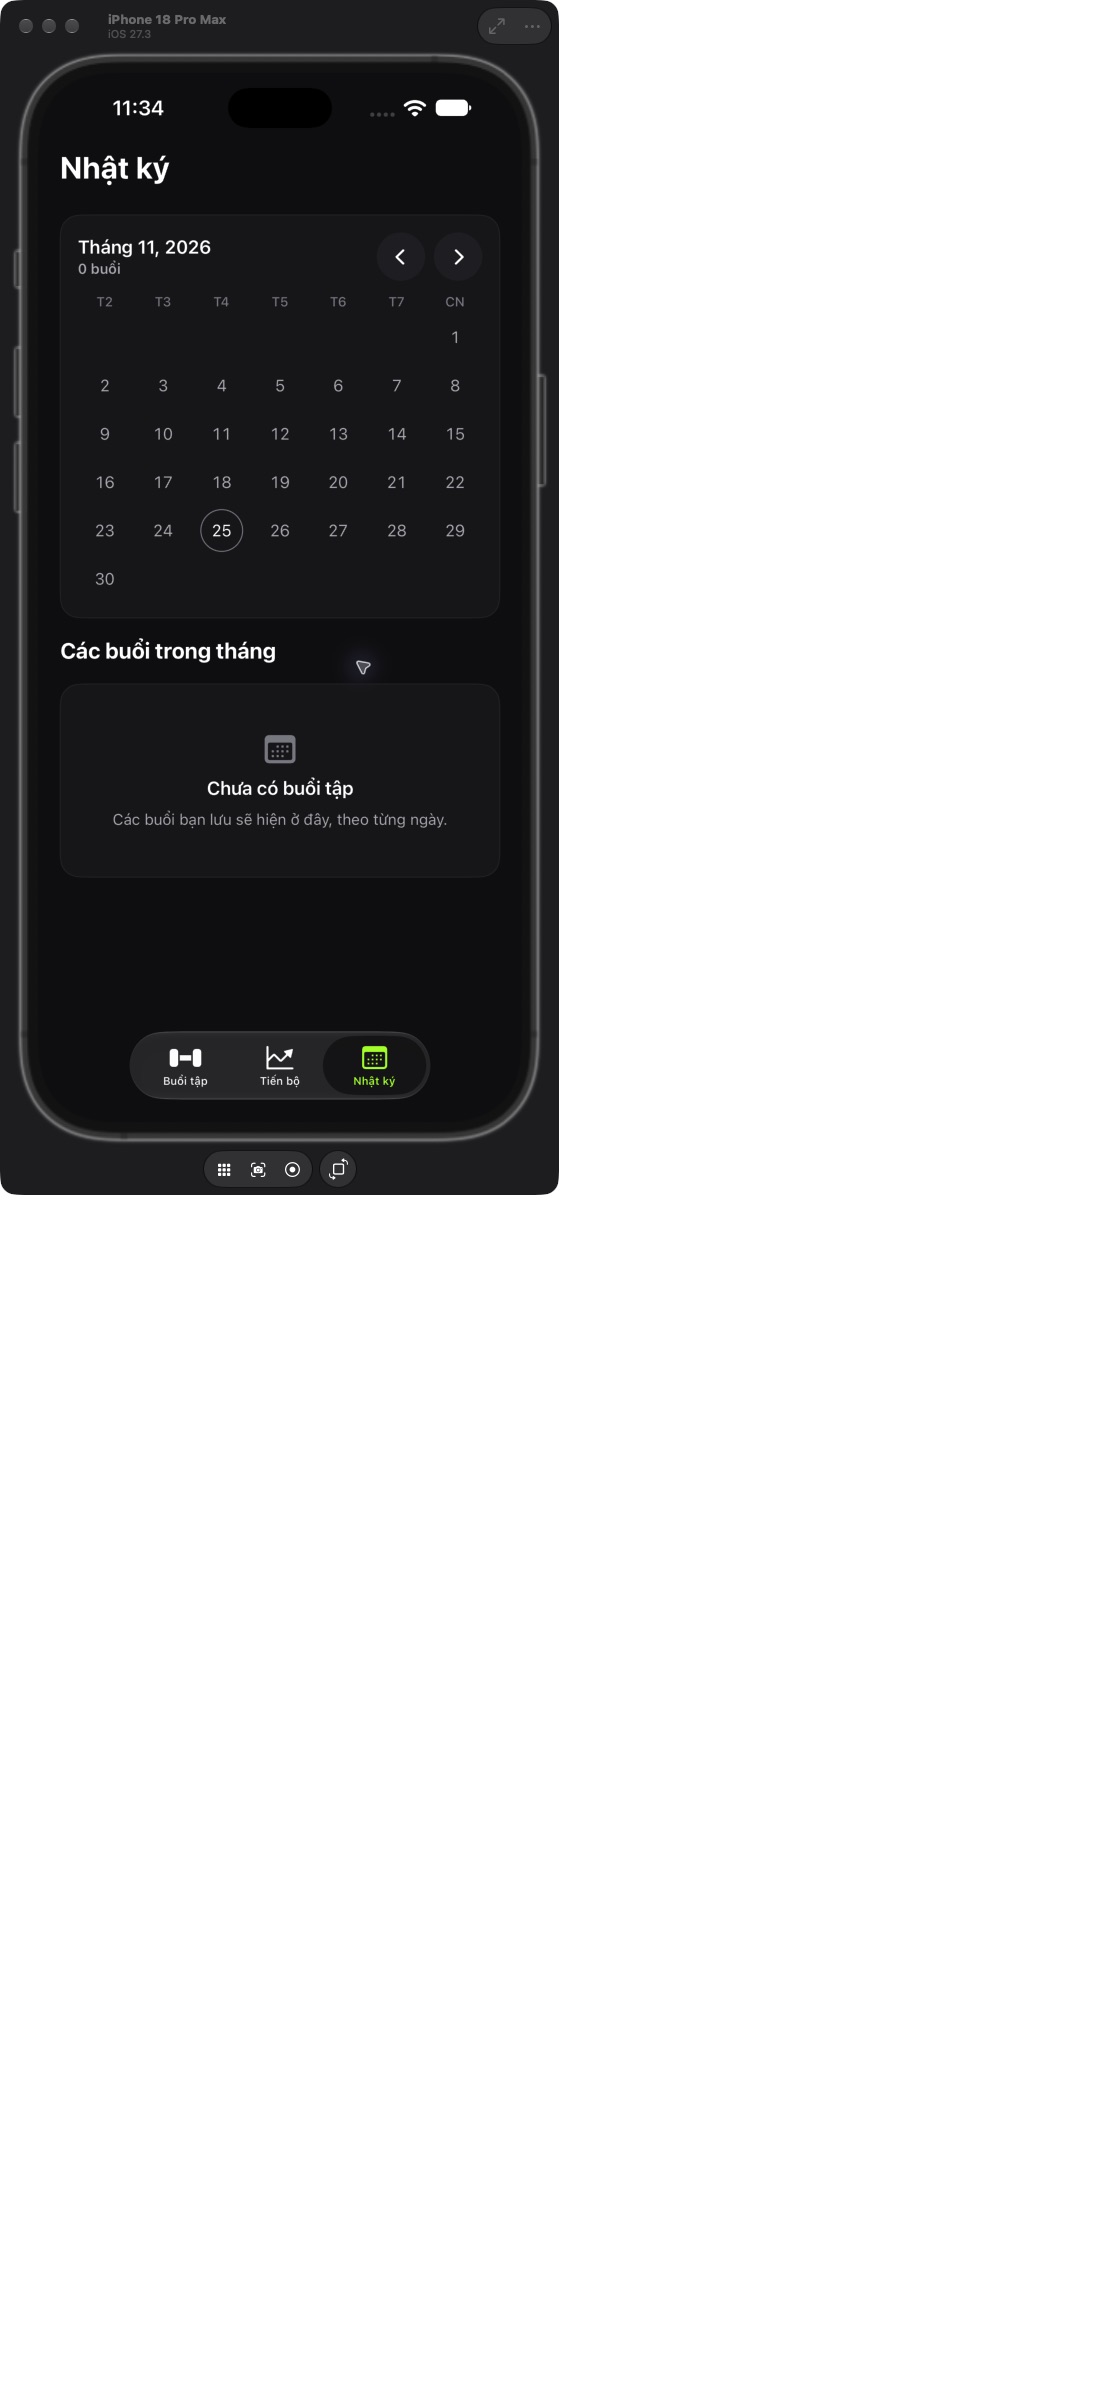 iPhone 18 Pro Max
iOS 27.3
11:34
Nhật ký
Tháng 11, 2026
0 buổi
T2 T3 T4 T5 T6 T7 CN
1
2 3 4 5 6 7 8
9 10 11 12 13 14 15
16 17 18 19 20 21 22
23 24 25 26 27 28 29
30
Các buổi trong tháng
Chưa có buổi tập
Các buổi bạn lưu sẽ hiện ở đây, theo từng ngày.
Buổi tập Tiến bộ Nhật ký